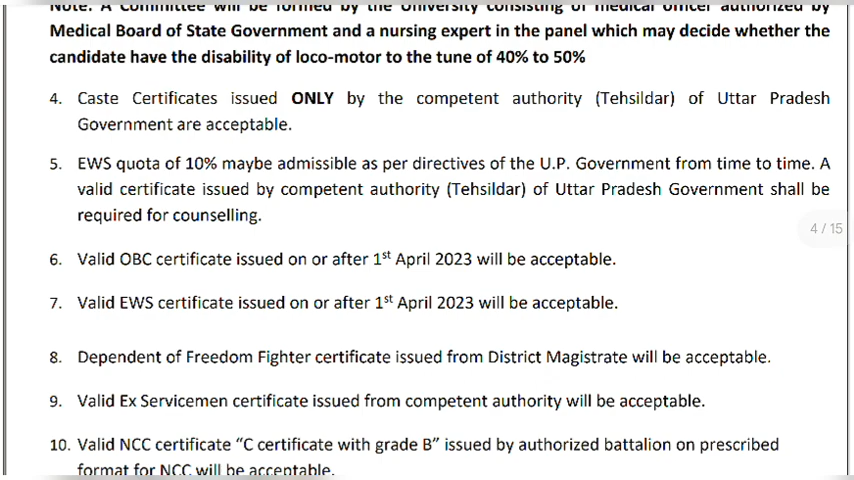 Note: A Committee will be formed by the University consisting of medical officer authorized by
Medical Board of State Government and a nursing expert in the panel which may decide whether the
candidate have the disability of loco-motor to the tune of 40% to 50%
4. Caste Certificates issued ONLY by the competent authority (Tehsildar) of Uttar Pradesh
Government are acceptable.
5. EWS quota of 10% maybe admissible as per directives of the U.P. Government from time to time. A
valid certificate issued by competent authority (Tehsildar) of Uttar Pradesh Government shall be
required for counselling.
4 / 15
6. Valid OBC certificate issued on or after 1st April 2023 will be acceptable.
7. Valid EWS certificate issued on or after 1st April 2023 will be acceptable.
8. Dependent of Freedom Fighter certificate issued from District Magistrate will be acceptable.
9. Valid Ex Servicemen certificate issued from competent authority will be acceptable.
10. Valid NCC certificate “C certificate with grade B” issued by authorized battalion on prescribed
format for NCC will be acceptable.